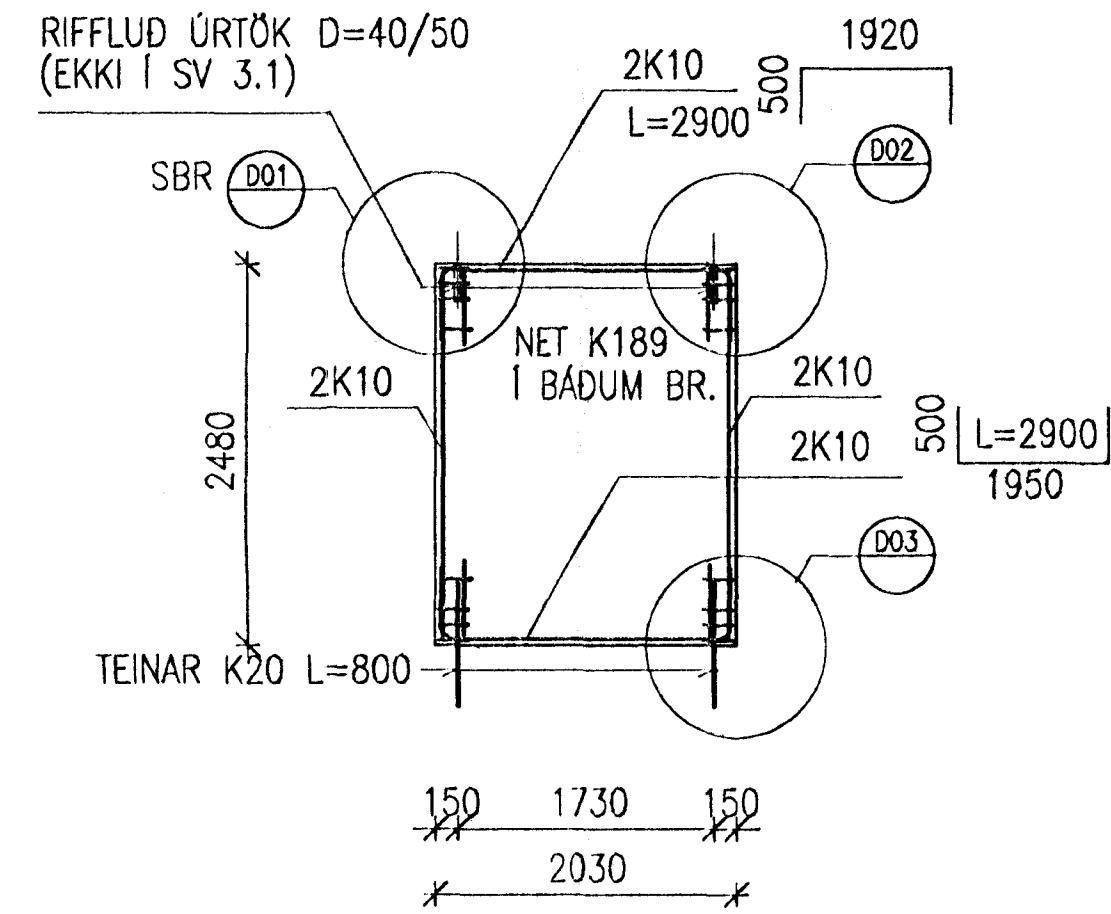 RIFFLUÐ ÚRTÖK D=40/50
(EKKI Í SV 3.1)
2K10
L=2900
500
1920
SBR
D01
D02
NET K189
Í BÁÐUM BR.
2K10
2K10
2K10
500
L=2900
1950
2480
D03
TEINAR K20 L=800
150
1730
150
2030